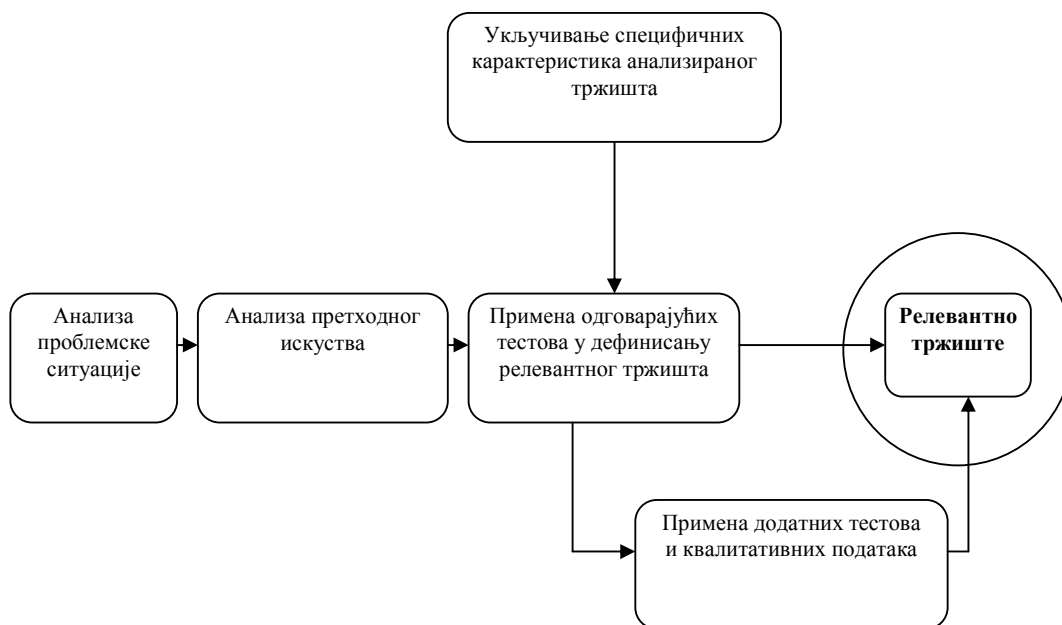 Укључивање специфичних
карактеристика анализираног
тржишта
Анализа
проблемске
ситуације
Анализа претходног
искуства
Примена одговарајућих
тестова у дефинисању
релевантног тржишта
Релевантно
тржиште
Примена додатних тестова
и квалитативних података